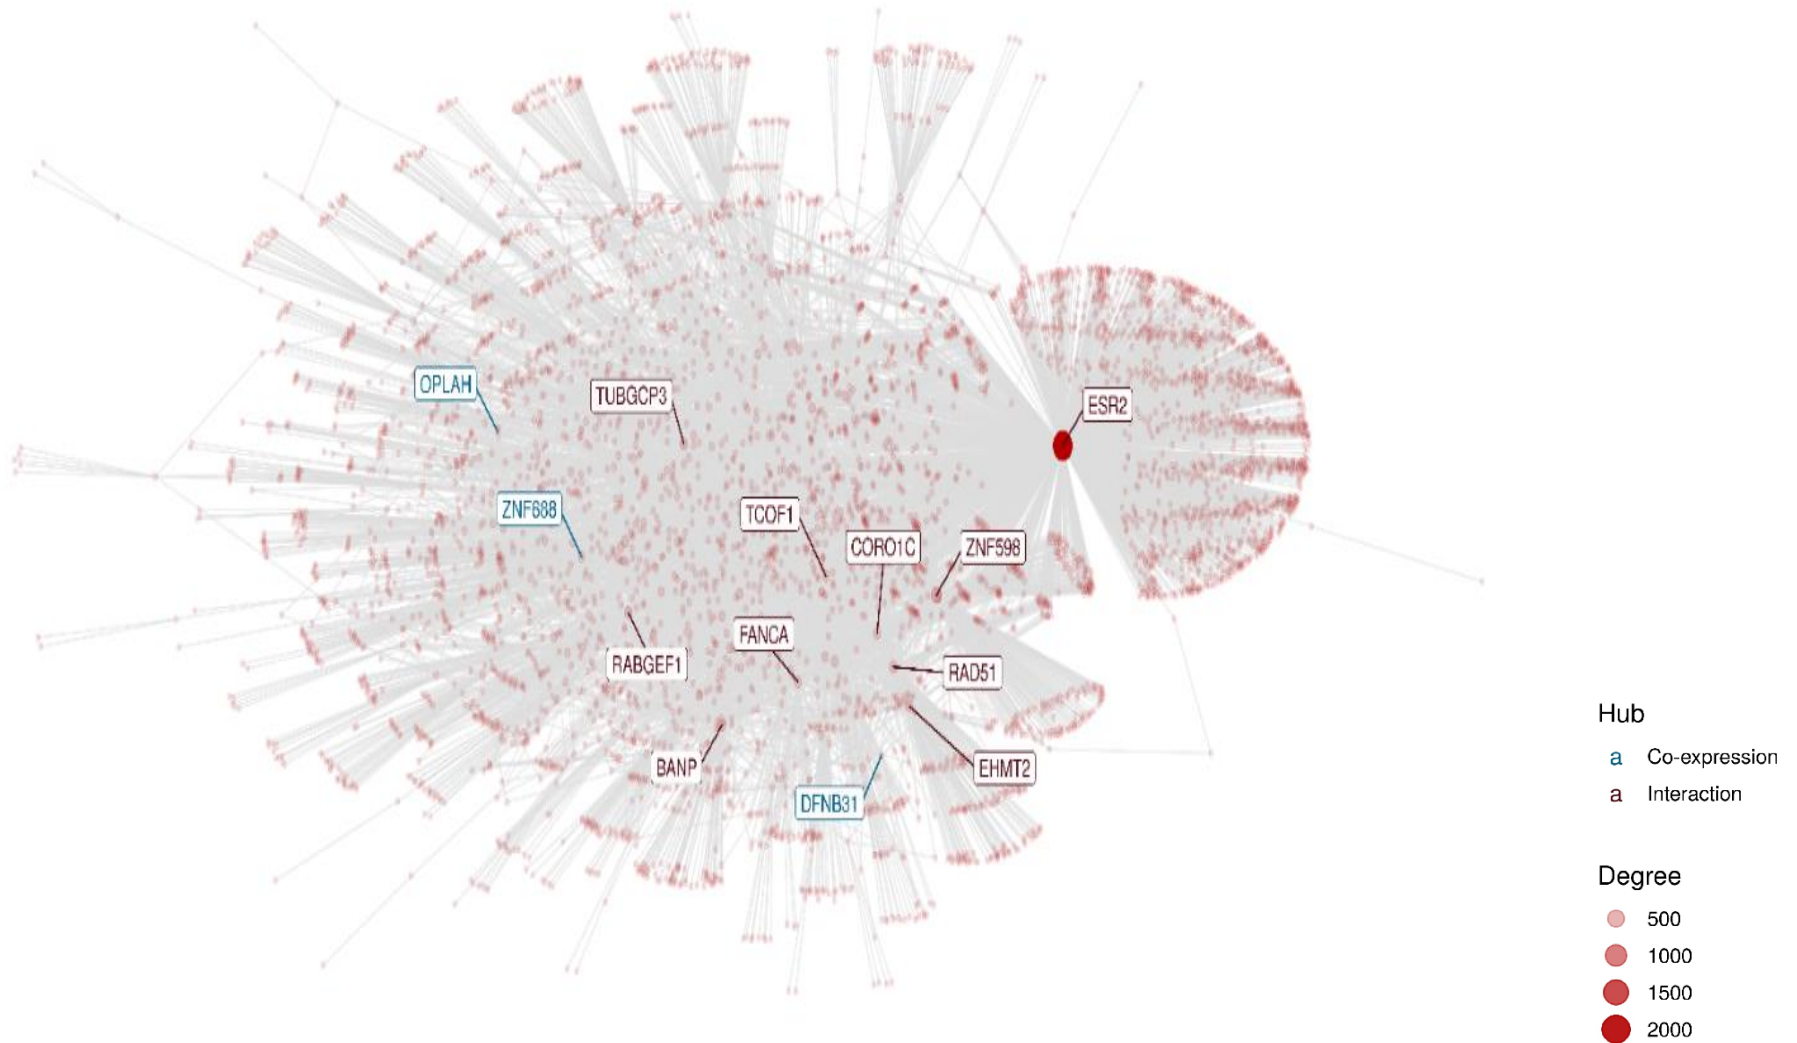 OPLAH
TUBGCP3
ESR2
ZNF688
TCOF1
CORO1C
ZNF598
FANCA
RABGEF1
RAD51
BANP
EHMT2
DFNB31
Hub
a Co-expression
a Interaction
Degree
500
1000
1500
2000